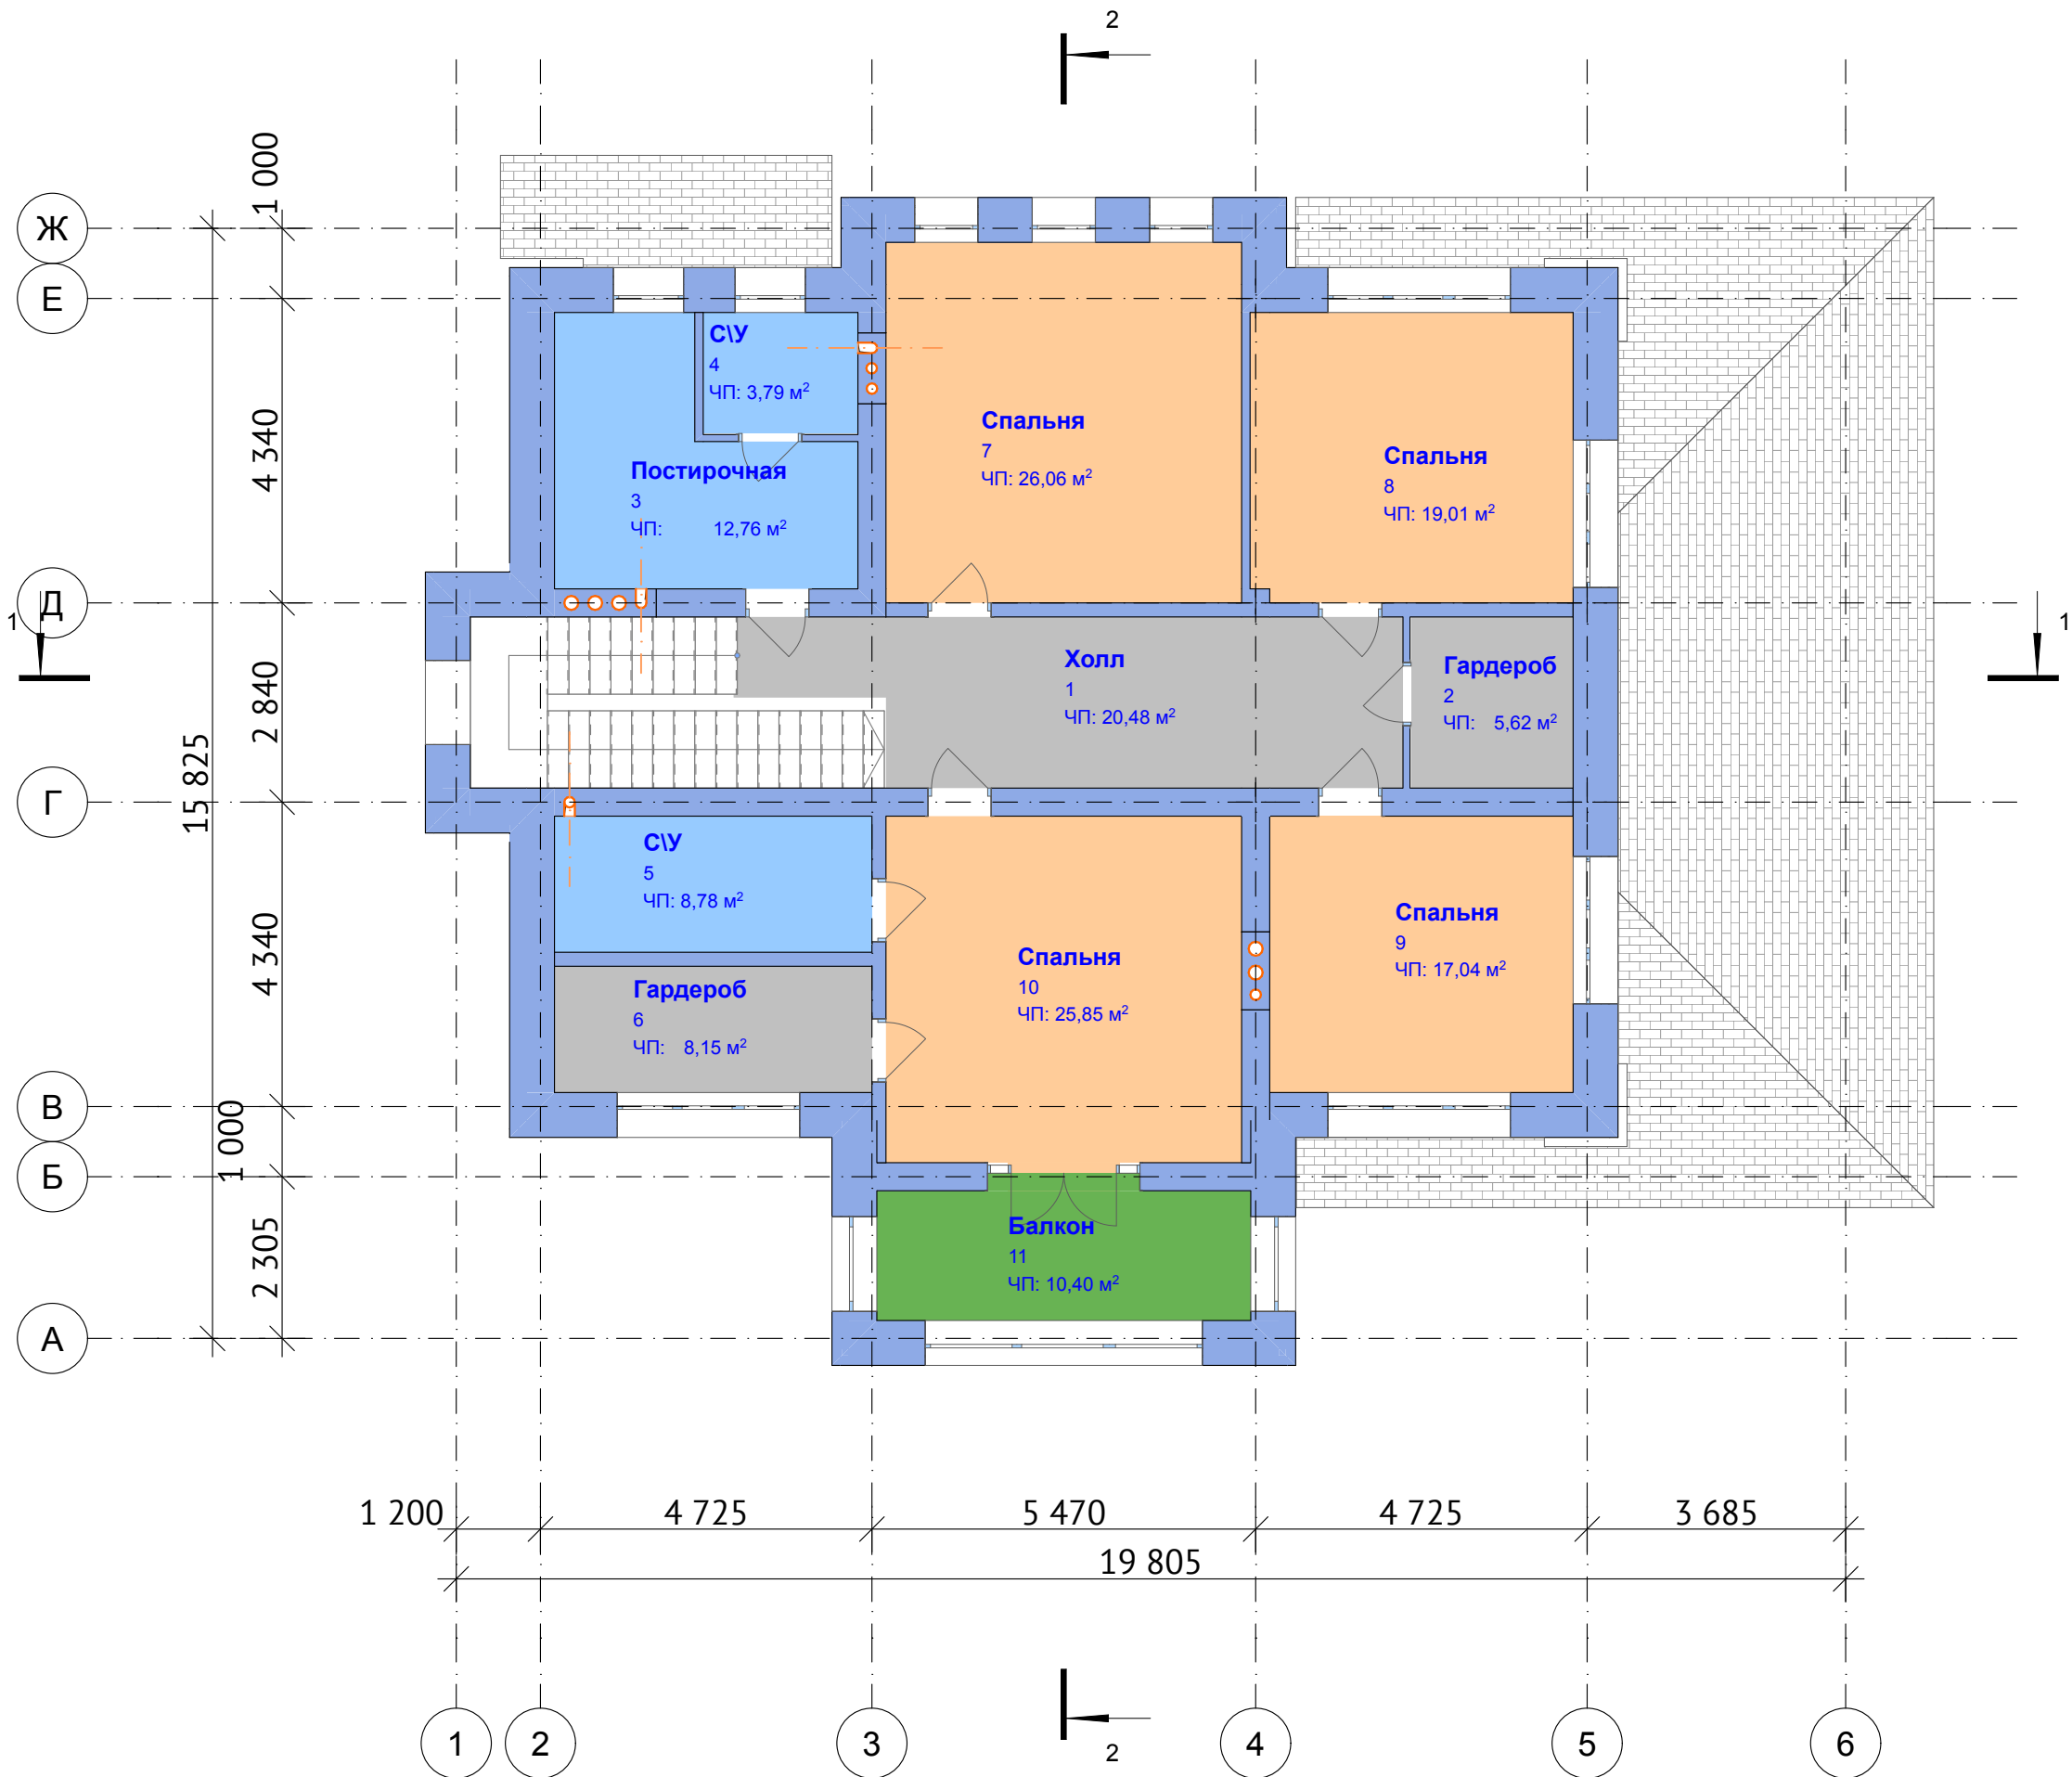 2
1 000
Ж
Е
С\У
4
ЧП: 3,79 м²
4 340
Спальня
7
ЧП: 26,06 м²
Спальня
8
ЧП: 19,01 м²
Постирочная
3
ЧП: 12,76 м²
Д
1
1
Холл
1
ЧП: 20,48 м²
Гардероб
2
ЧП: 5,62 м²
2 840
15 825
Г
С\У
5
ЧП: 8,78 м²
Спальня
9
ЧП: 17,04 м²
4 340
Спальня
10
ЧП: 25,85 м²
Гардероб
6
ЧП: 8,15 м²
В
1 000
Б
Балкон
11
ЧП: 10,40 м²
2 305
А
1 200
4 725
5 470
4 725
3 685
19 805
1
2
3
2
4
5
6